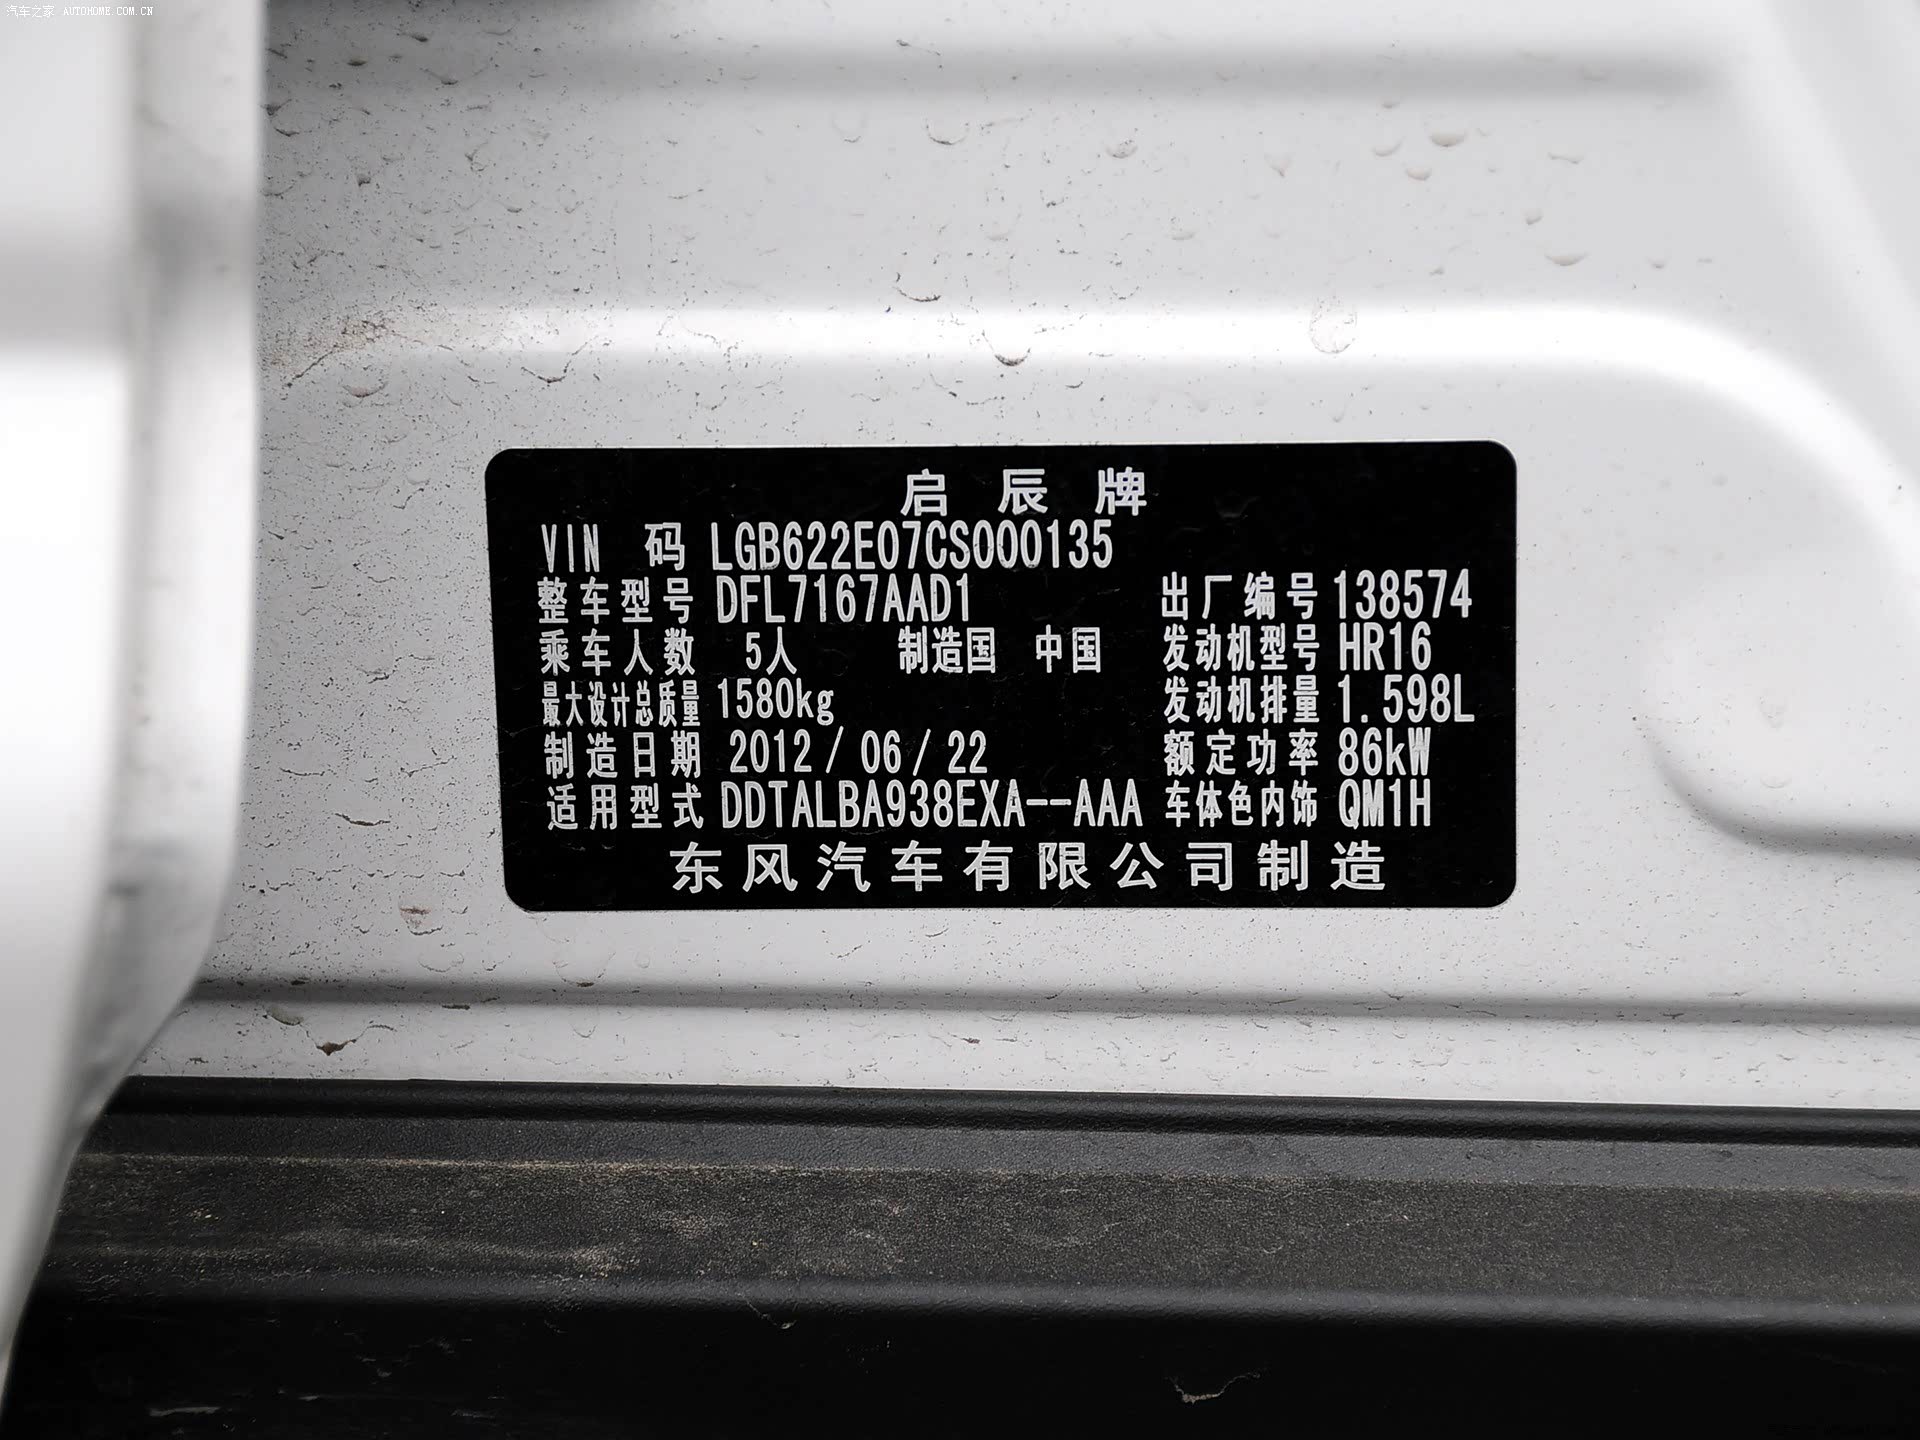 汽车之家 AUTOHOME.COM.CN
启辰牌
VIN 码 LGB622E07CS000135
整车型号 DFL7167AAD1 出厂编号 138574
乘车人数 5人 制造国 中国 发动机型号 HR16
最大设计总质量 1580kg 发动机排量 1.598L
制造日期 2012/06/22 额定功率 86kW
适用型式 DDTALBA938EXA--AAA 车体色内饰 QM1H
东风汽车有限公司制造